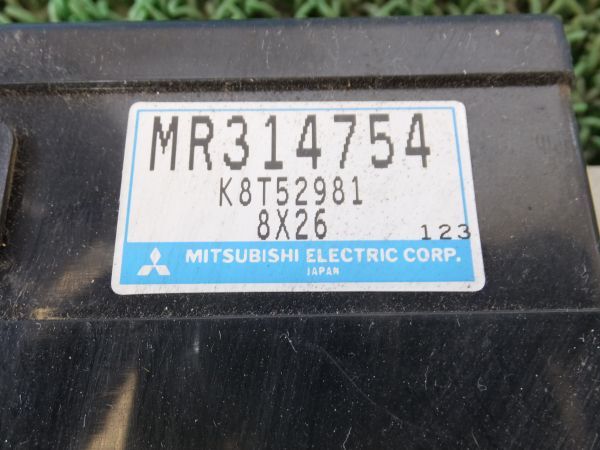 MR314754
K8T52981
8X26 123
MITSUBISHI ELECTRIC CORP.
JAPAN